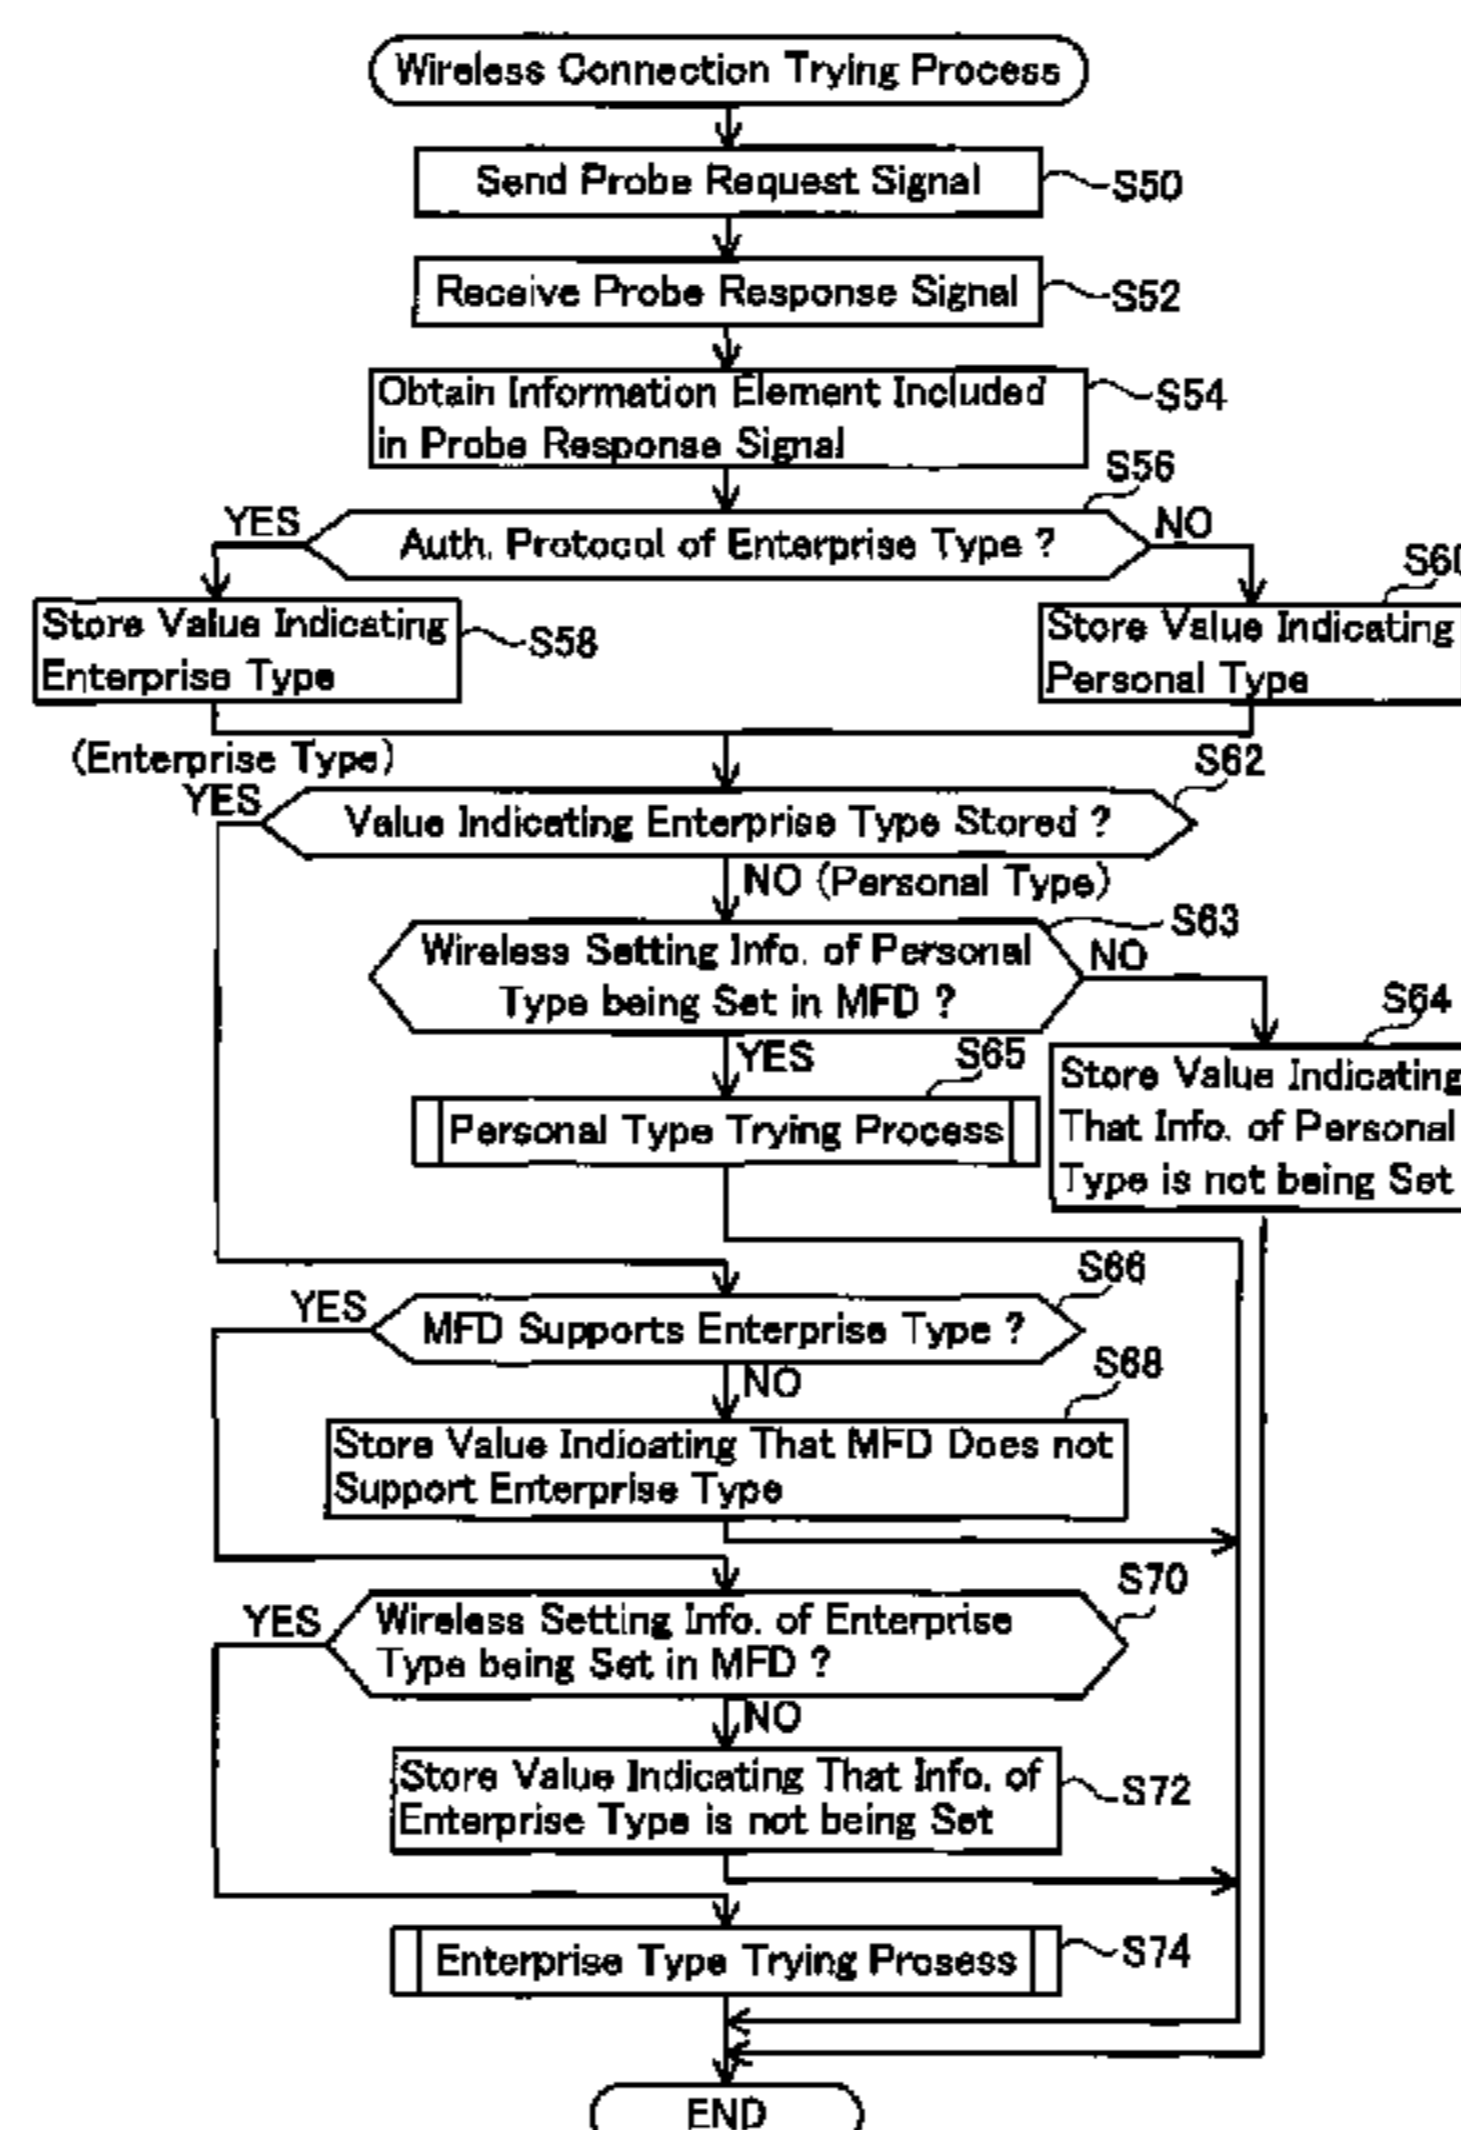 Wireless Connection Trying Process
Send Probe Request Signal
S50
Receive Probe Response Signal
S52
Obtain Information Element Included
in Probe Response Signal
S54
S56
YES
Auth. Protocol of Enterprise Type ?
NO
S60
Store Value Indicating
Enterprise Type
S58
Store Value Indicating
Personal Type
(Enterprise Type)
S62
YES
Value Indicating Enterprise Type Stored ?
NO (Personal Type)
S63
Wireless Setting Info. of Personal
Type being Set in MFD ?
NO
S64
YES
S65
Personal Type Trying Process
Store Value Indicating
That Info. of Personal
Type is not being Set
S66
YES
MFD Supports Enterprise Type ?
NO
S68
Store Value Indicating That MFD Does not
Support Enterprise Type
S70
YES
Wireless Setting Info. of Enterprise
Type being Set in MFD ?
NO
Store Value Indicating That Info. of
Enterprise Type is not being Set
S72
Enterprise Type Trying Prosess
S74
END